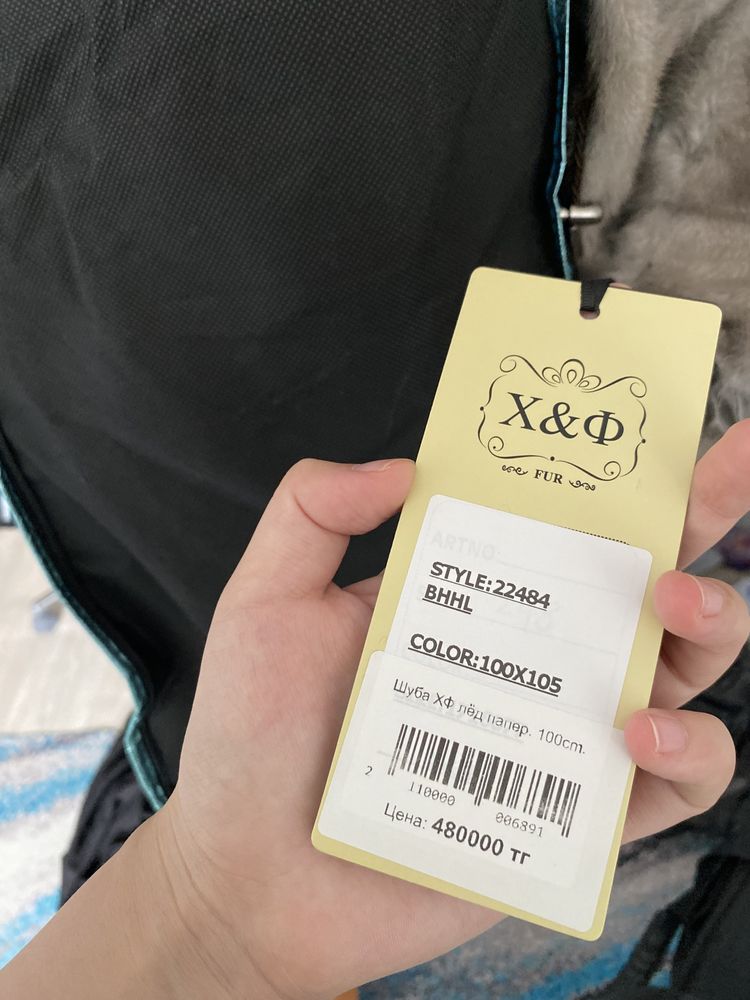 Х&Ф
FUR
ARTNO
STYLE:22484
BHHL
COLOR:100X105
Шуба ХФ лёд папер. 100cm.
2 110000 006891
Цена: 480000 тг